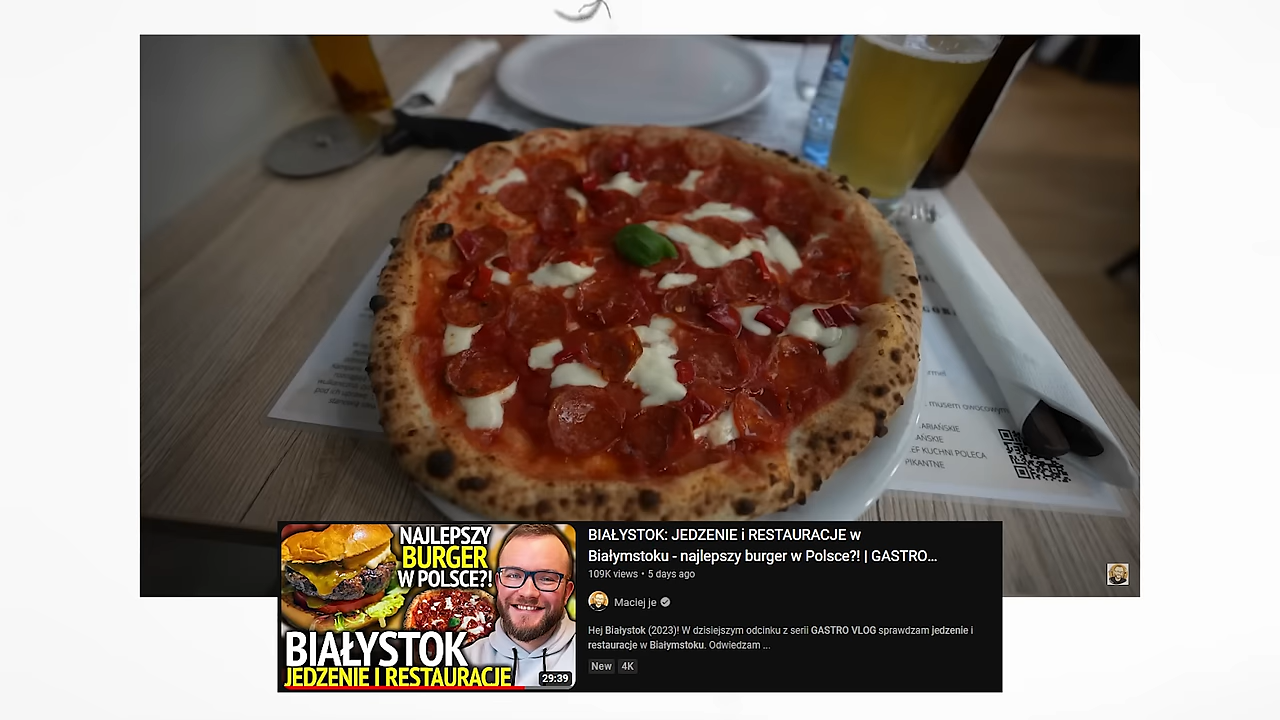 musem owocowym
ARIAŃSKIE
AŃSKIE
EF KUCHNI POLECA
PIKANTNE
NAJLEPSZY
BURGER
W POLSCE?!
BIAŁYSTOK
JEDZENIE I RESTAURACJE
29:39
BIAŁYSTOK: JEDZENIE i RESTAURACJE w
Białymstoku - najlepszy burger w Polsce?! | GASTRO...
109K views • 5 days ago
Maciej je
Hej Białystok (2023)! W dzisiejszym odcinku z serii GASTRO VLOG sprawdzam jedzenie i
restauracje w Białymstoku. Odwiedzam ...
New 4K